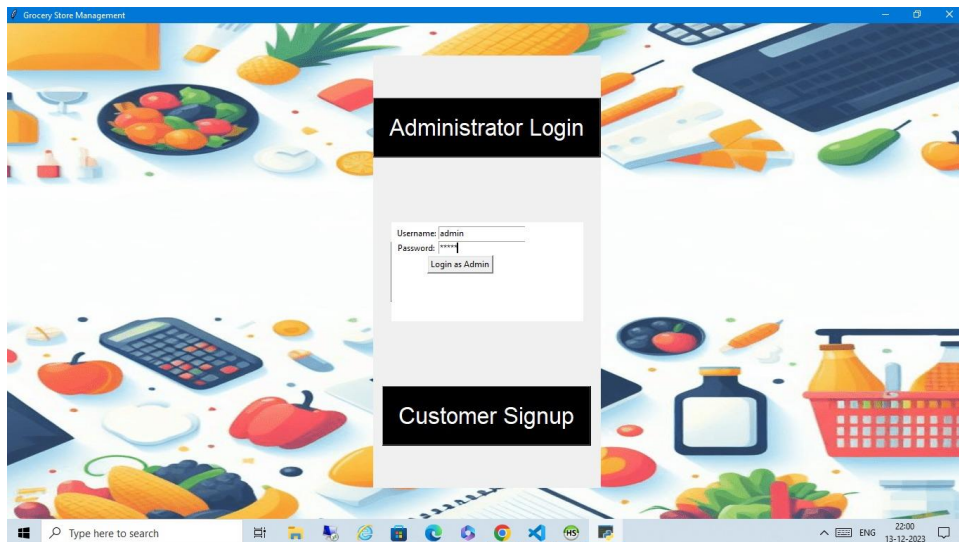 Grocery Store Management
Administrator Login
Username: admin
Password: *****
Login as Admin
Customer Signup
Type here to search
HS
ENG
22:00
13-12-2023